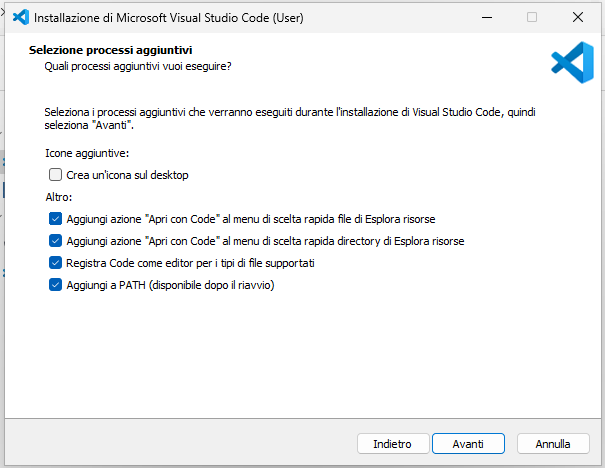 Installazione di Microsoft Visual Studio Code (User)
Selezione processi aggiuntivi
Quali processi aggiuntivi vuoi eseguire?
Seleziona i processi aggiuntivi che verranno eseguiti durante l'installazione di Visual Studio Code, quindi
seleziona "Avanti".
Icone aggiuntive:
Crea un'icona sul desktop
Altro:
Aggiungi azione "Apri con Code" al menu di scelta rapida file di Esplora risorse
Aggiungi azione "Apri con Code" al menu di scelta rapida directory di Esplora risorse
Registra Code come editor per i tipi di file supportati
Aggiungi a PATH (disponibile dopo il riavvio)
Indietro
Avanti
Annulla